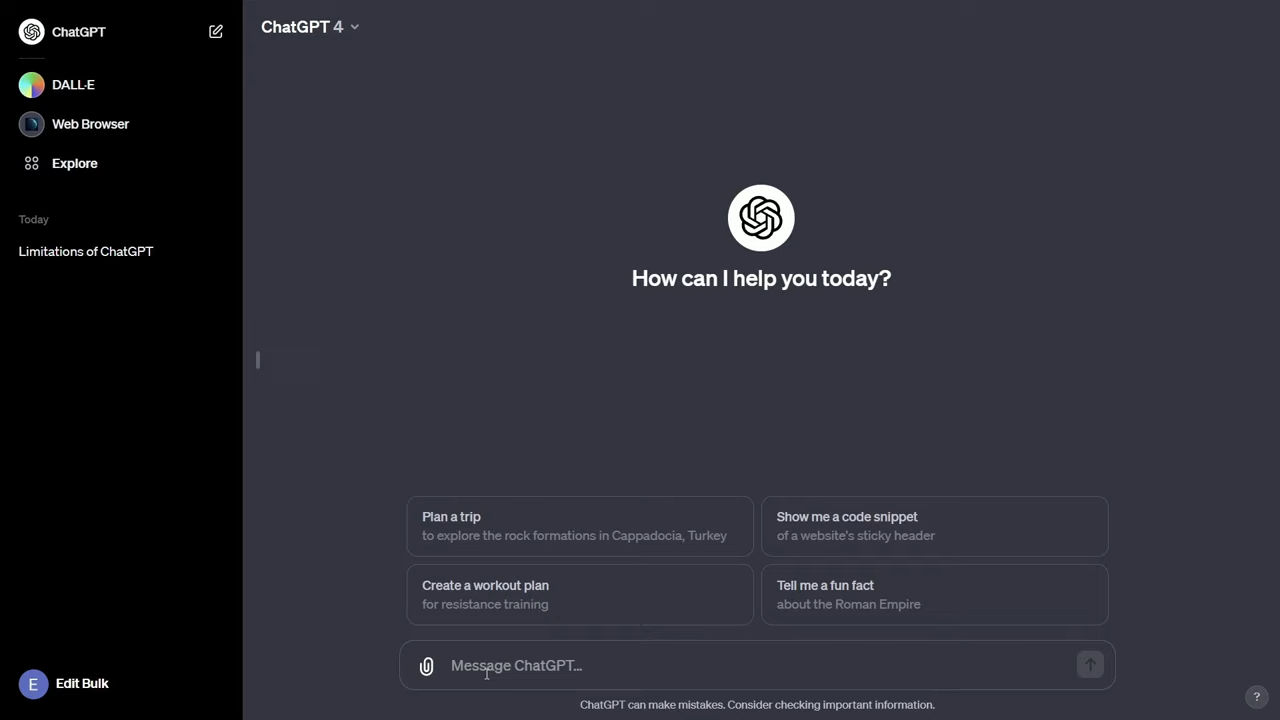 ChatGPT
DALL·E
Web Browser
Explore
Today
Limitations of ChatGPT
E Edit Bulk
ChatGPT 4
How can I help you today?
Plan a trip
to explore the rock formations in Cappadocia, Turkey
Show me a code snippet
of a website's sticky header
Create a workout plan
for resistance training
Tell me a fun fact
about the Roman Empire
Message ChatGPT...
ChatGPT can make mistakes. Consider checking important information.
?